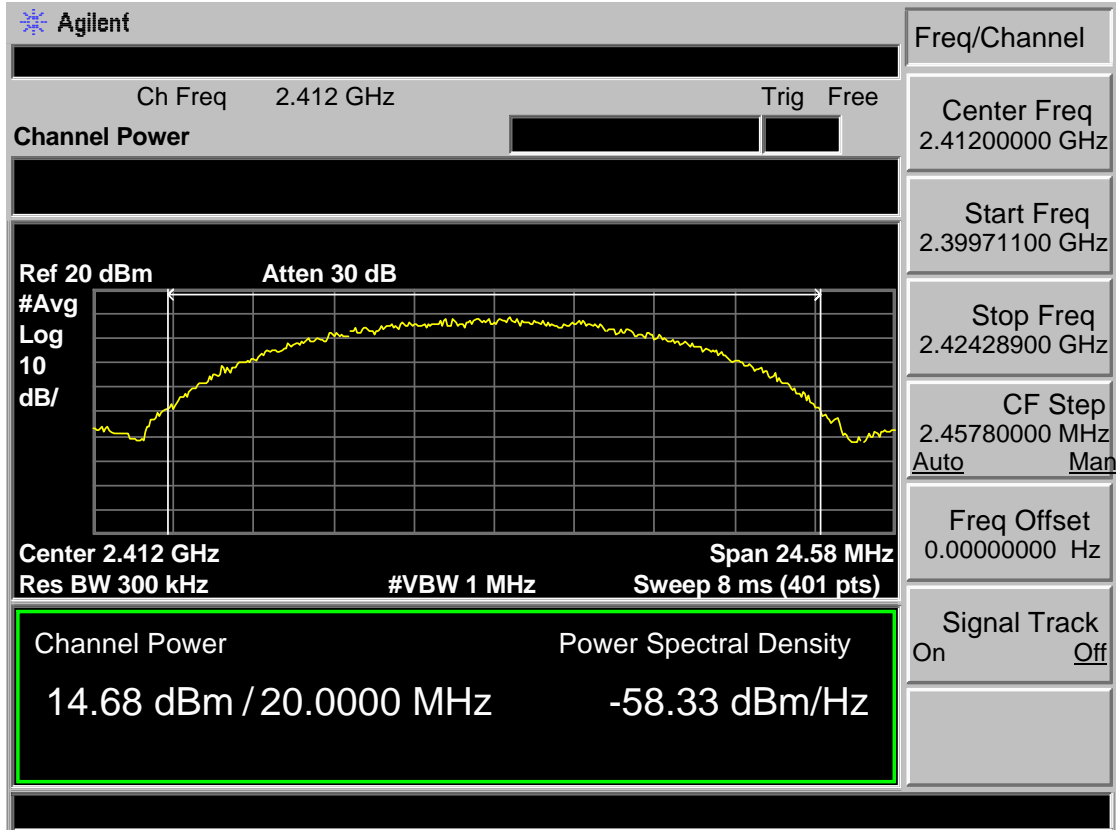 Agilent
Ch Freq 2.412 GHz Trig Free
Channel Power
Ref 20 dBm Atten 30 dB
#Avg
Log
10
dB/
Center 2.412 GHz Span 24.58 MHz
Res BW 300 kHz #VBW 1 MHz Sweep 8 ms (401 pts)
Channel Power Power Spectral Density
14.68 dBm / 20.0000 MHz -58.33 dBm/Hz
Freq/Channel
Center Freq
2.41200000 GHz
Start Freq
2.39971100 GHz
Stop Freq
2.42428900 GHz
CF Step
2.45780000 MHz
Auto Man
Freq Offset
0.00000000 Hz
Signal Track
On Off